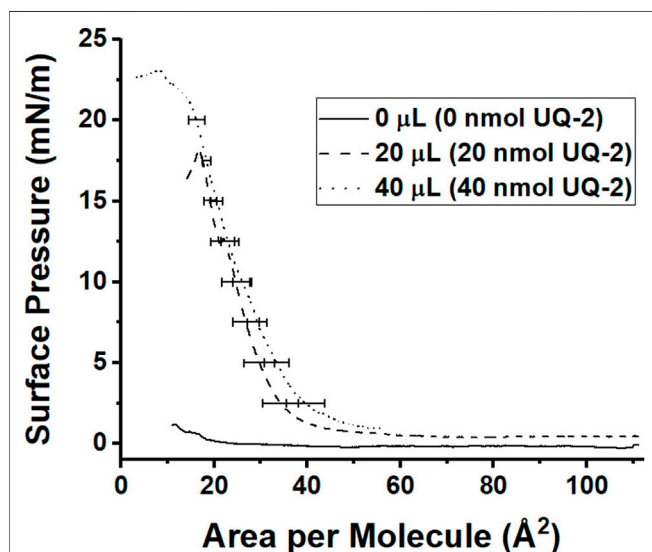 25
20
15
10
5
0
Surface Pressure (mN/m)
0 μL (0 nmol UQ-2)
20 μL (20 nmol UQ-2)
40 μL (40 nmol UQ-2)
0 20 40 60 80 100
Area per Molecule (Å²)